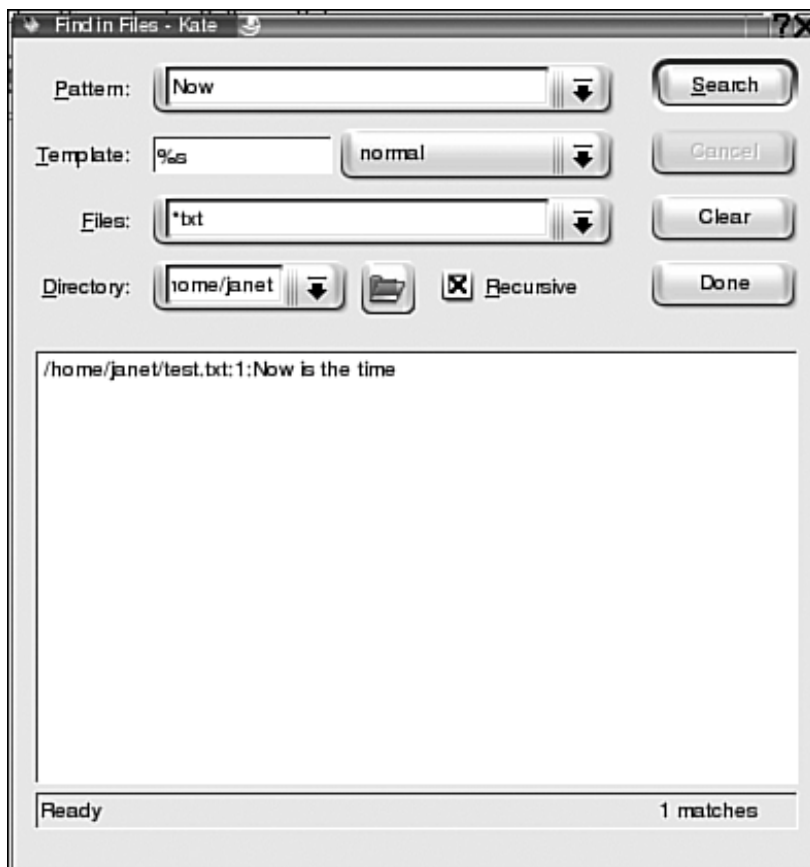 Find in Files - Kate
Pattern: Now Search
Template: %s normal Cancel
Files: *txt Clear
Directory: home/janet Recursive Done
/home/janet/test.txt:1:Now is the time
Ready 1 matches